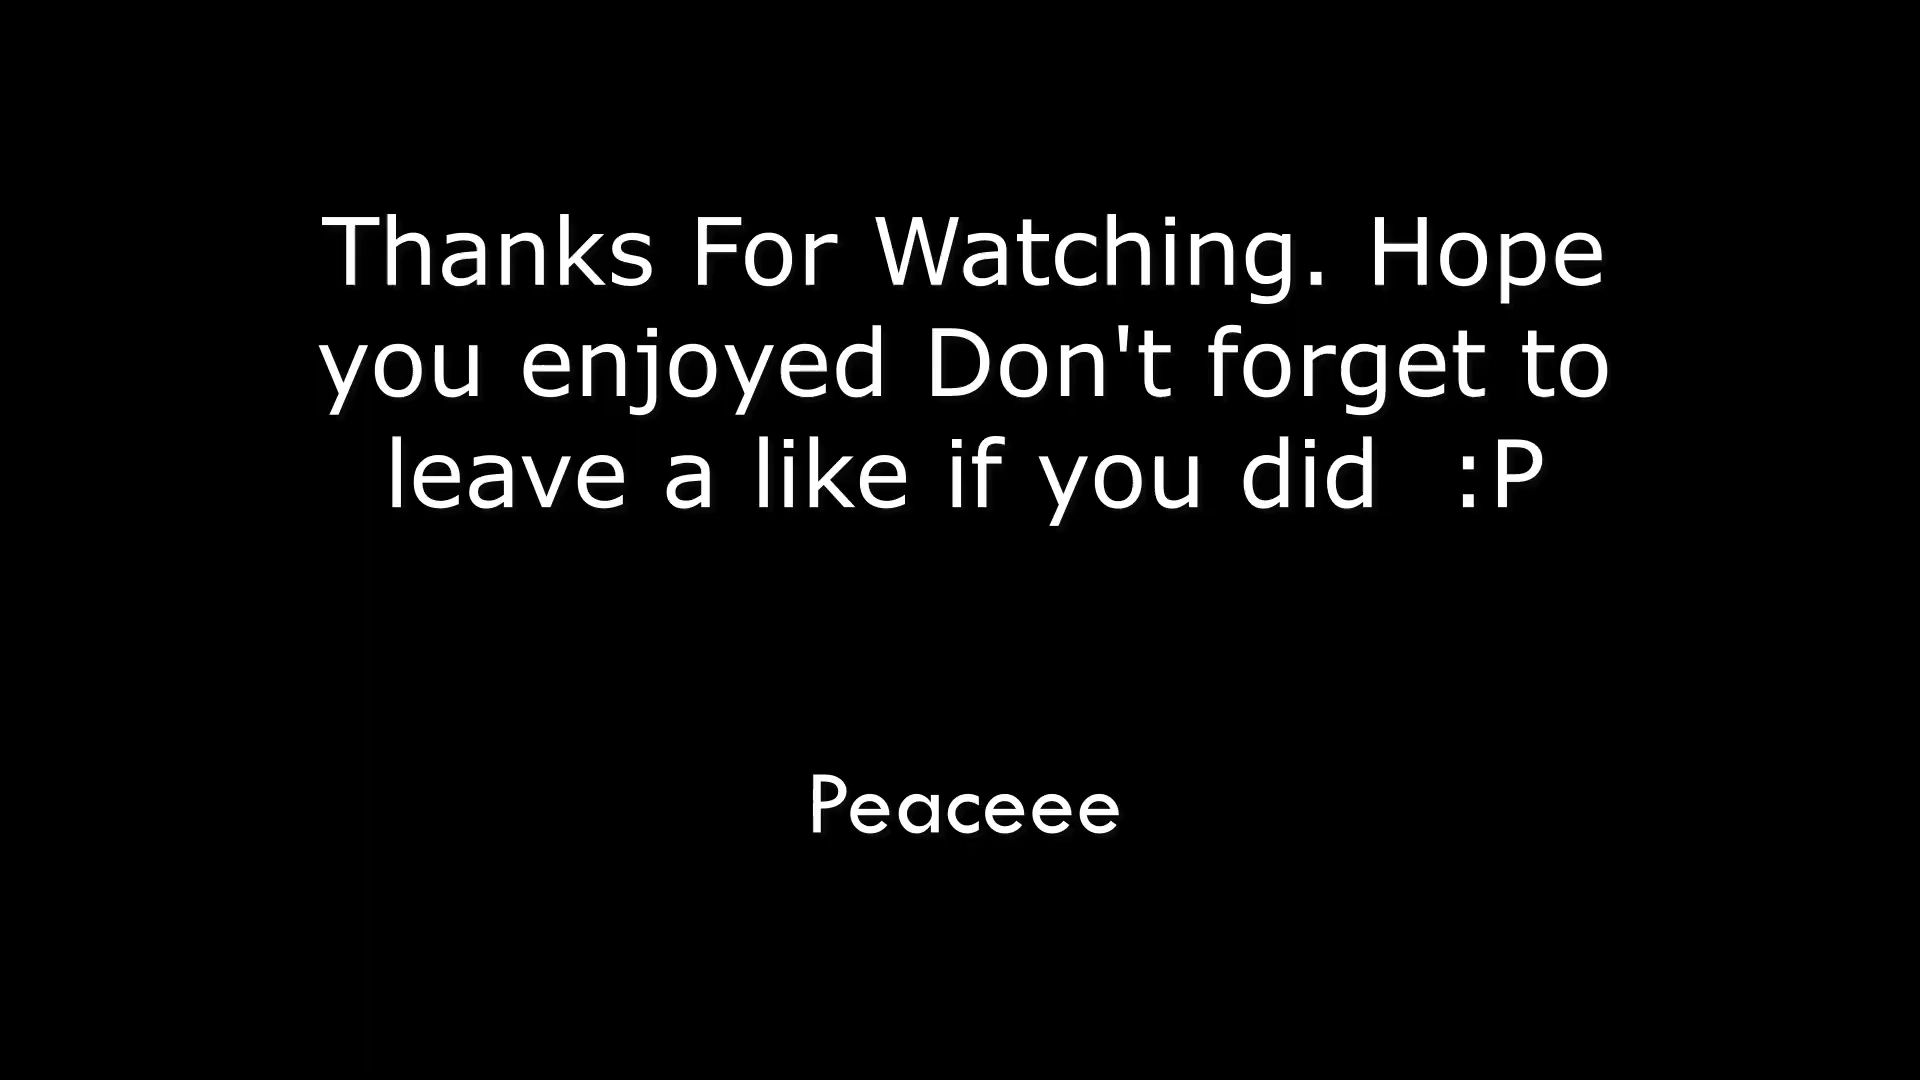 Thanks For Watching. Hope
you enjoyed Don't forget to
leave a like if you did  :P
Peaceee